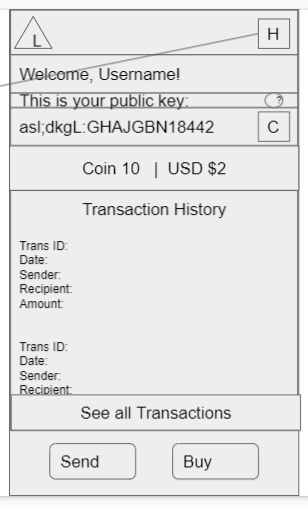 L
H
Welcome, Username!
This is your public key: ?
asl;dkgL:GHAJGBN18442
C
Coin 10 | USD $2
Transaction History
Trans ID:
Date:
Sender:
Recipient:
Amount:
Trans ID:
Date:
Sender:
Recipient:
See all Transactions
Send
Buy